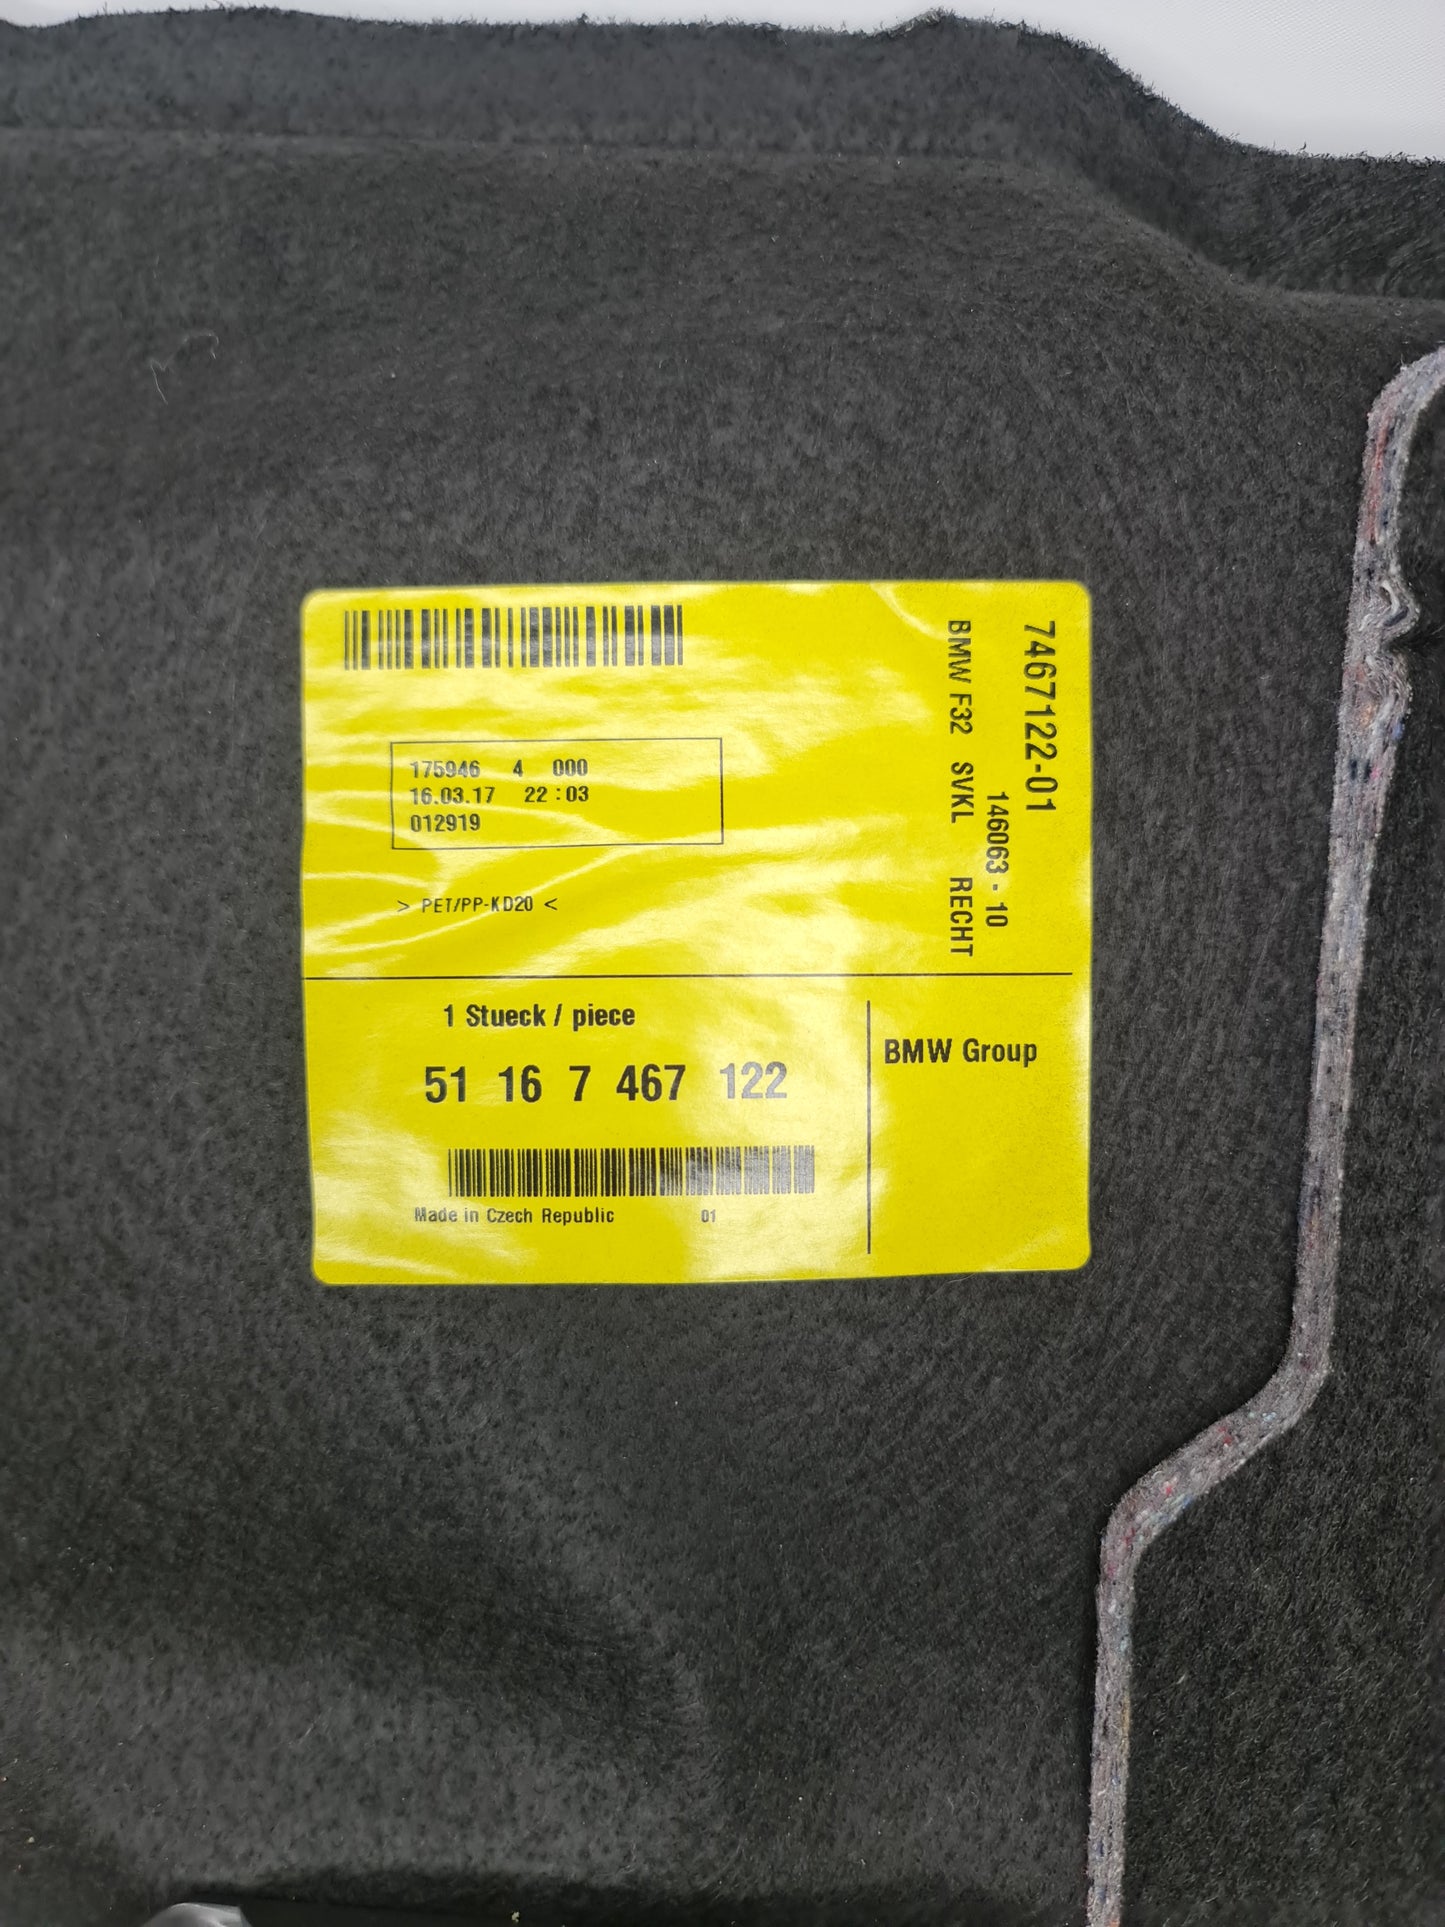 175946 4 000
16.03.17 22:03
012919
> PET/PP-KD20 <
7467122-01
146063 - 10
BMW F32 SVKL RECHT
1 Stueck / piece
51 16 7 467 122
Made in Czech Republic 01
BMW Group